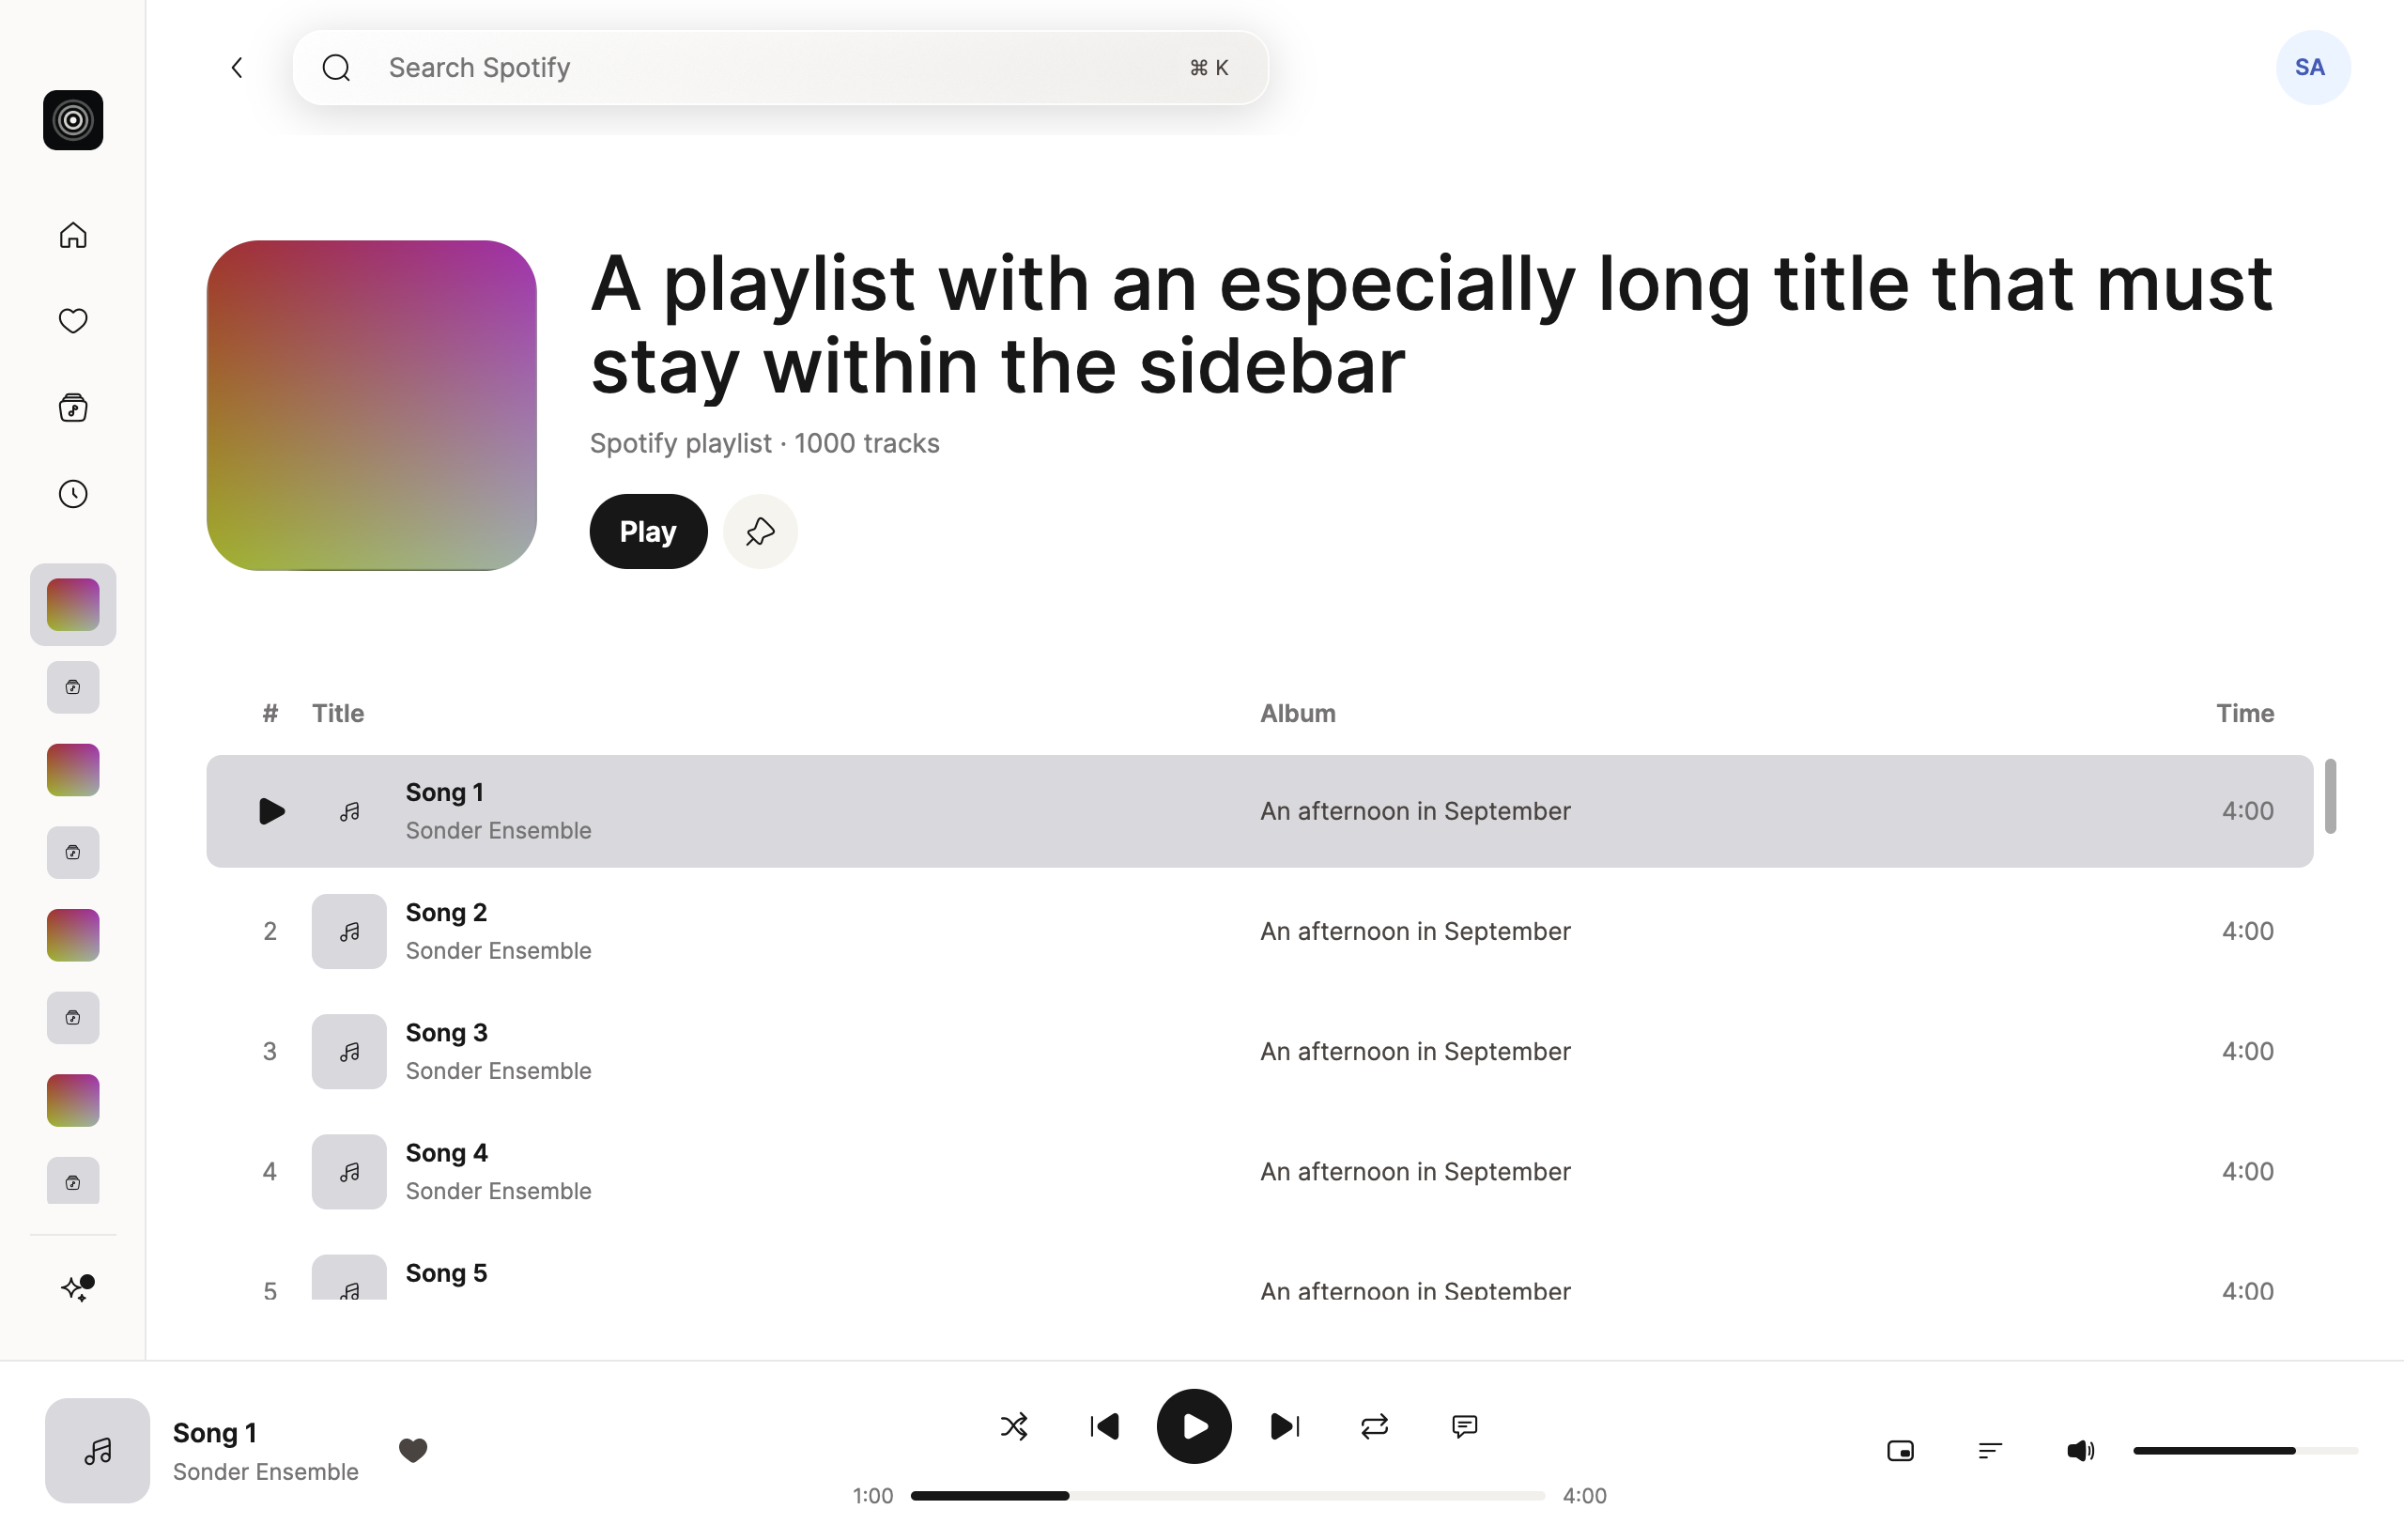 Search Spotify ⌘ K
SA
A playlist with an especially long title that must
stay within the sidebar
Spotify playlist · 1000 tracks
Play
# Title Album Time
Song 1
Sonder Ensemble
An afternoon in September
4:00
2
Song 2
Sonder Ensemble
An afternoon in September
4:00
3
Song 3
Sonder Ensemble
An afternoon in September
4:00
4
Song 4
Sonder Ensemble
An afternoon in September
4:00
5
Song 5
An afternoon in September
4:00
Song 1
Sonder Ensemble
1:00
4:00